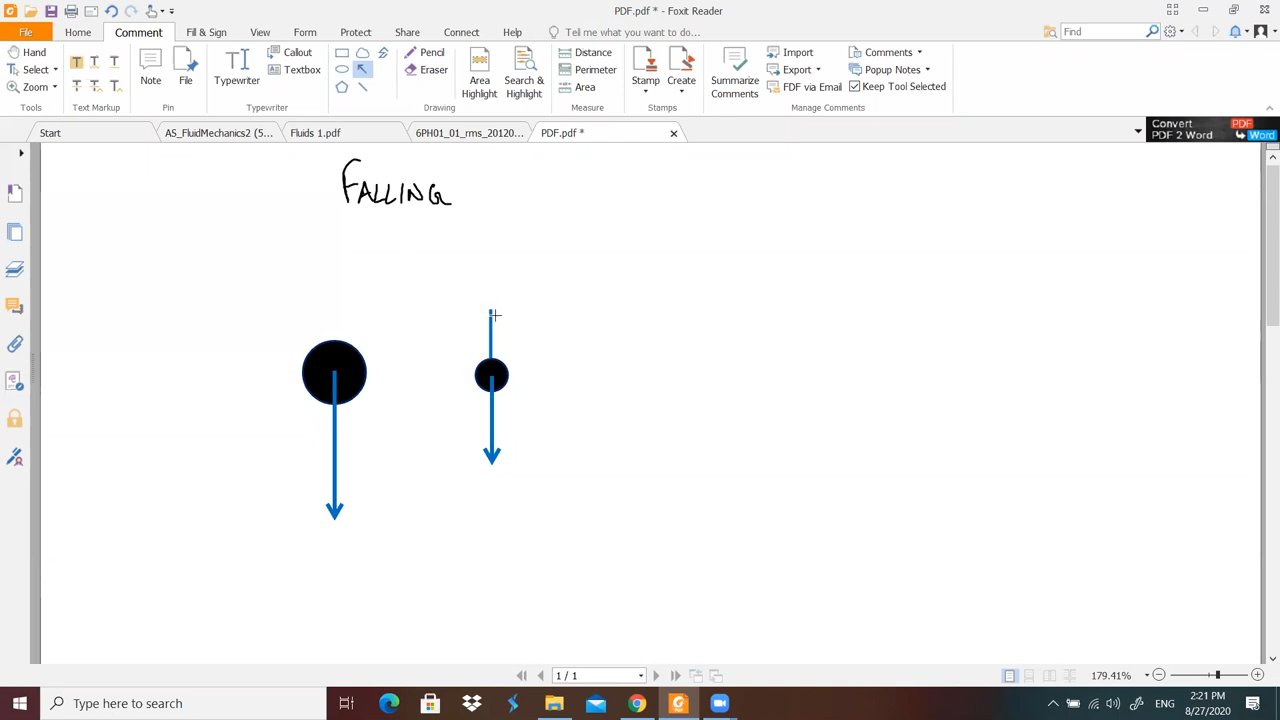 PDF.pdf * - Foxit Reader
File Home Comment Fill & Sign View Form Protect Share Connect Help Tell me what you want to do... Find
Hand
Select
Zoom
Tools
Text Markup
Note
File
Pin
Typewriter
Callout
Textbox
Typewriter
Pencil
Eraser
Drawing
Area Highlight
Search & Highlight
Distance
Perimeter
Area
Measure
Stamp
Create
Stamps
Summarize Comments
Import
Export
FDF via Email
Comments
Popup Notes
Keep Tool Selected
Manage Comments
Start AS_FluidMechanics2 (5... Fluids 1.pdf 6PH01_01_rms_20120... PDF.pdf *
Convert PDF
PDF 2 Word Word
FALLING
1 / 1
179.41%
Type here to search
ENG
2:21 PM
8/27/2020